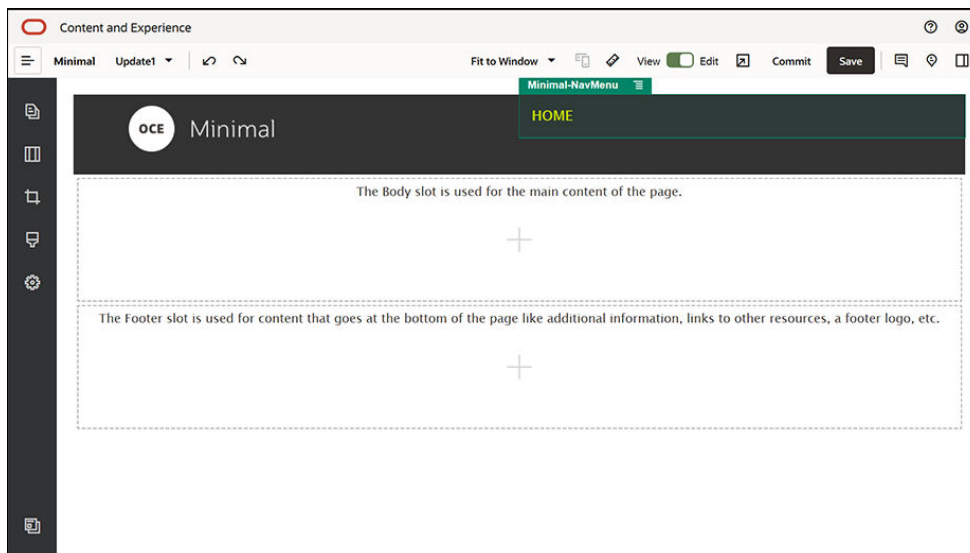 Content and Experience
Minimal Update1 Fit to Window View Edit Commit Save
Minimal-NavMenu
OCE Minimal HOME
The Body slot is used for the main content of the page.
The Footer slot is used for content that goes at the bottom of the page like additional information, links to other resources, a footer logo, etc.